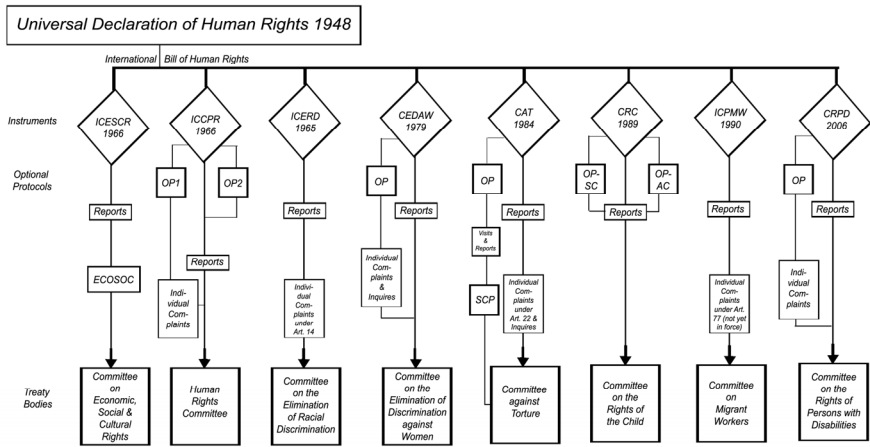 Universal Declaration of Human Rights 1948
International Bill of Human Rights
Instruments
ICESCR
1966
ICCPR
1966
ICERD
1965
CEDAW
1979
CAT
1984
CRC
1989
ICPMW
1990
CRPD
2006
Optional
Protocols
OP1
OP2
OP
OP
OP-
SC
OP-
AC
OP
Reports
Reports
Reports
Reports
Reports
Reports
Reports
Reports
Visits
&
Reports
ECOSOC
SCP
Indi-
vidual
Com-
plaints
Indivi-
dual
Com-
plaints
under
Art. 14
Individual
Com-
plaints
&
Inquires
Individual
Com-
plaints
under
Art. 22 &
Inquires
Individual
Com-
plaints
under Art.
77 (not yet
in force)
Individual
Com-
plaints
Treaty
Bodies
Committee
on
Economic,
Social &
Cultural
Rights
Human
Rights
Committee
Committee
on the
Elimination
of Racial
Discrimination
Committee
on the
Elimination of
Discrimination
against
Women
Committee
against
Torture
Committee
on the
Rights of
the Child
Committee
on
Migrant
Workers
Committee
on the
Rights of
Persons with
Disabilities